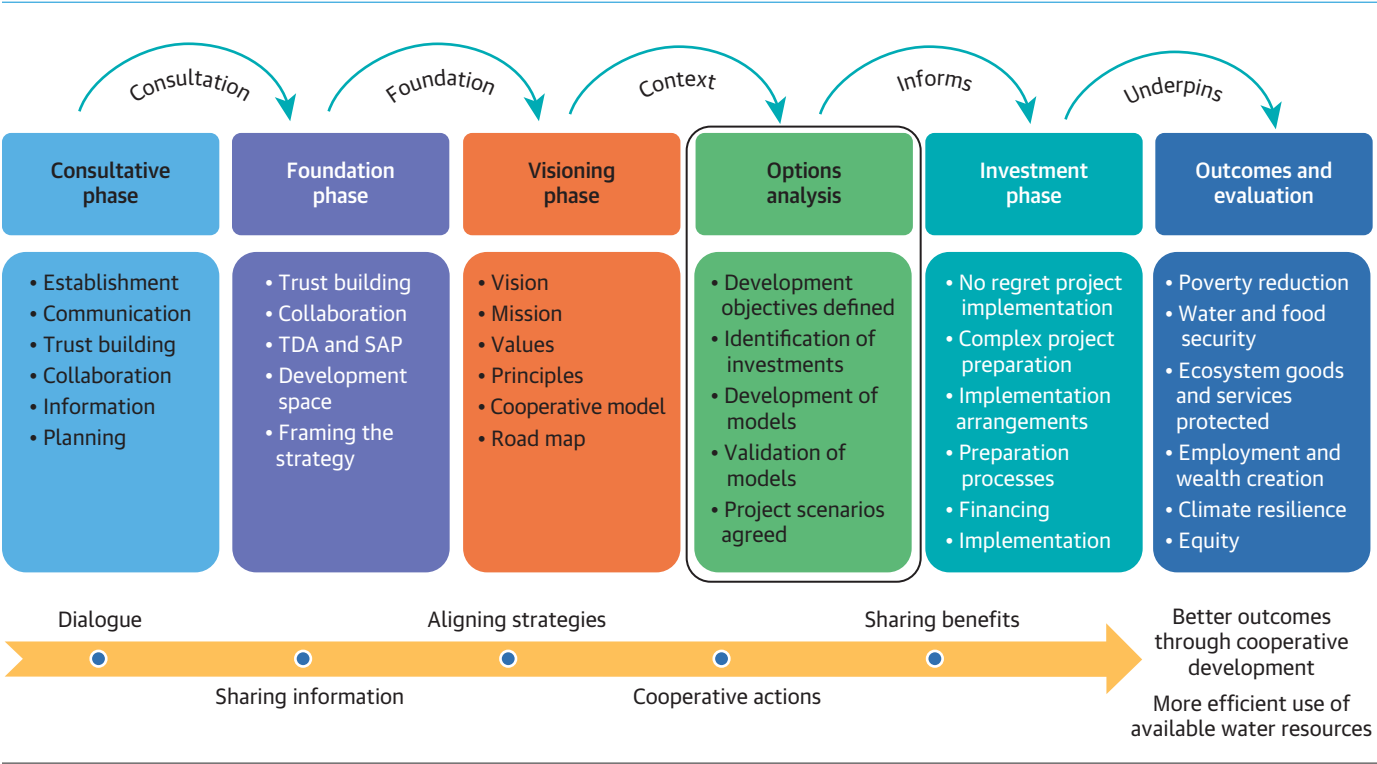 Consultation
Foundation
Context
Informs
Underpins
Consultative
phase
Foundation
phase
Visioning
phase
Options
analysis
Investment
phase
Outcomes and
evaluation
• Establishment
• Communication
• Trust building
• Collaboration
• Information
• Planning
• Trust building
• Collaboration
• TDA and SAP
• Development
space
• Framing the
strategy
• Vision
• Mission
• Values
• Principles
• Cooperative model
• Road map
• Development
objectives defined
• Identification of
investments
• Development of
models
• Validation of
models
• Project scenarios
agreed
• No regret project
implementation
• Complex project
preparation
• Implementation
arrangements
• Preparation
processes
• Financing
• Implementation
• Poverty reduction
• Water and food
security
• Ecosystem goods
and services
protected
• Employment and
wealth creation
• Climate resilience
• Equity
Dialogue
Sharing information
Aligning strategies
Cooperative actions
Sharing benefits
Better outcomes
through cooperative
development
More efficient use of
available water resources